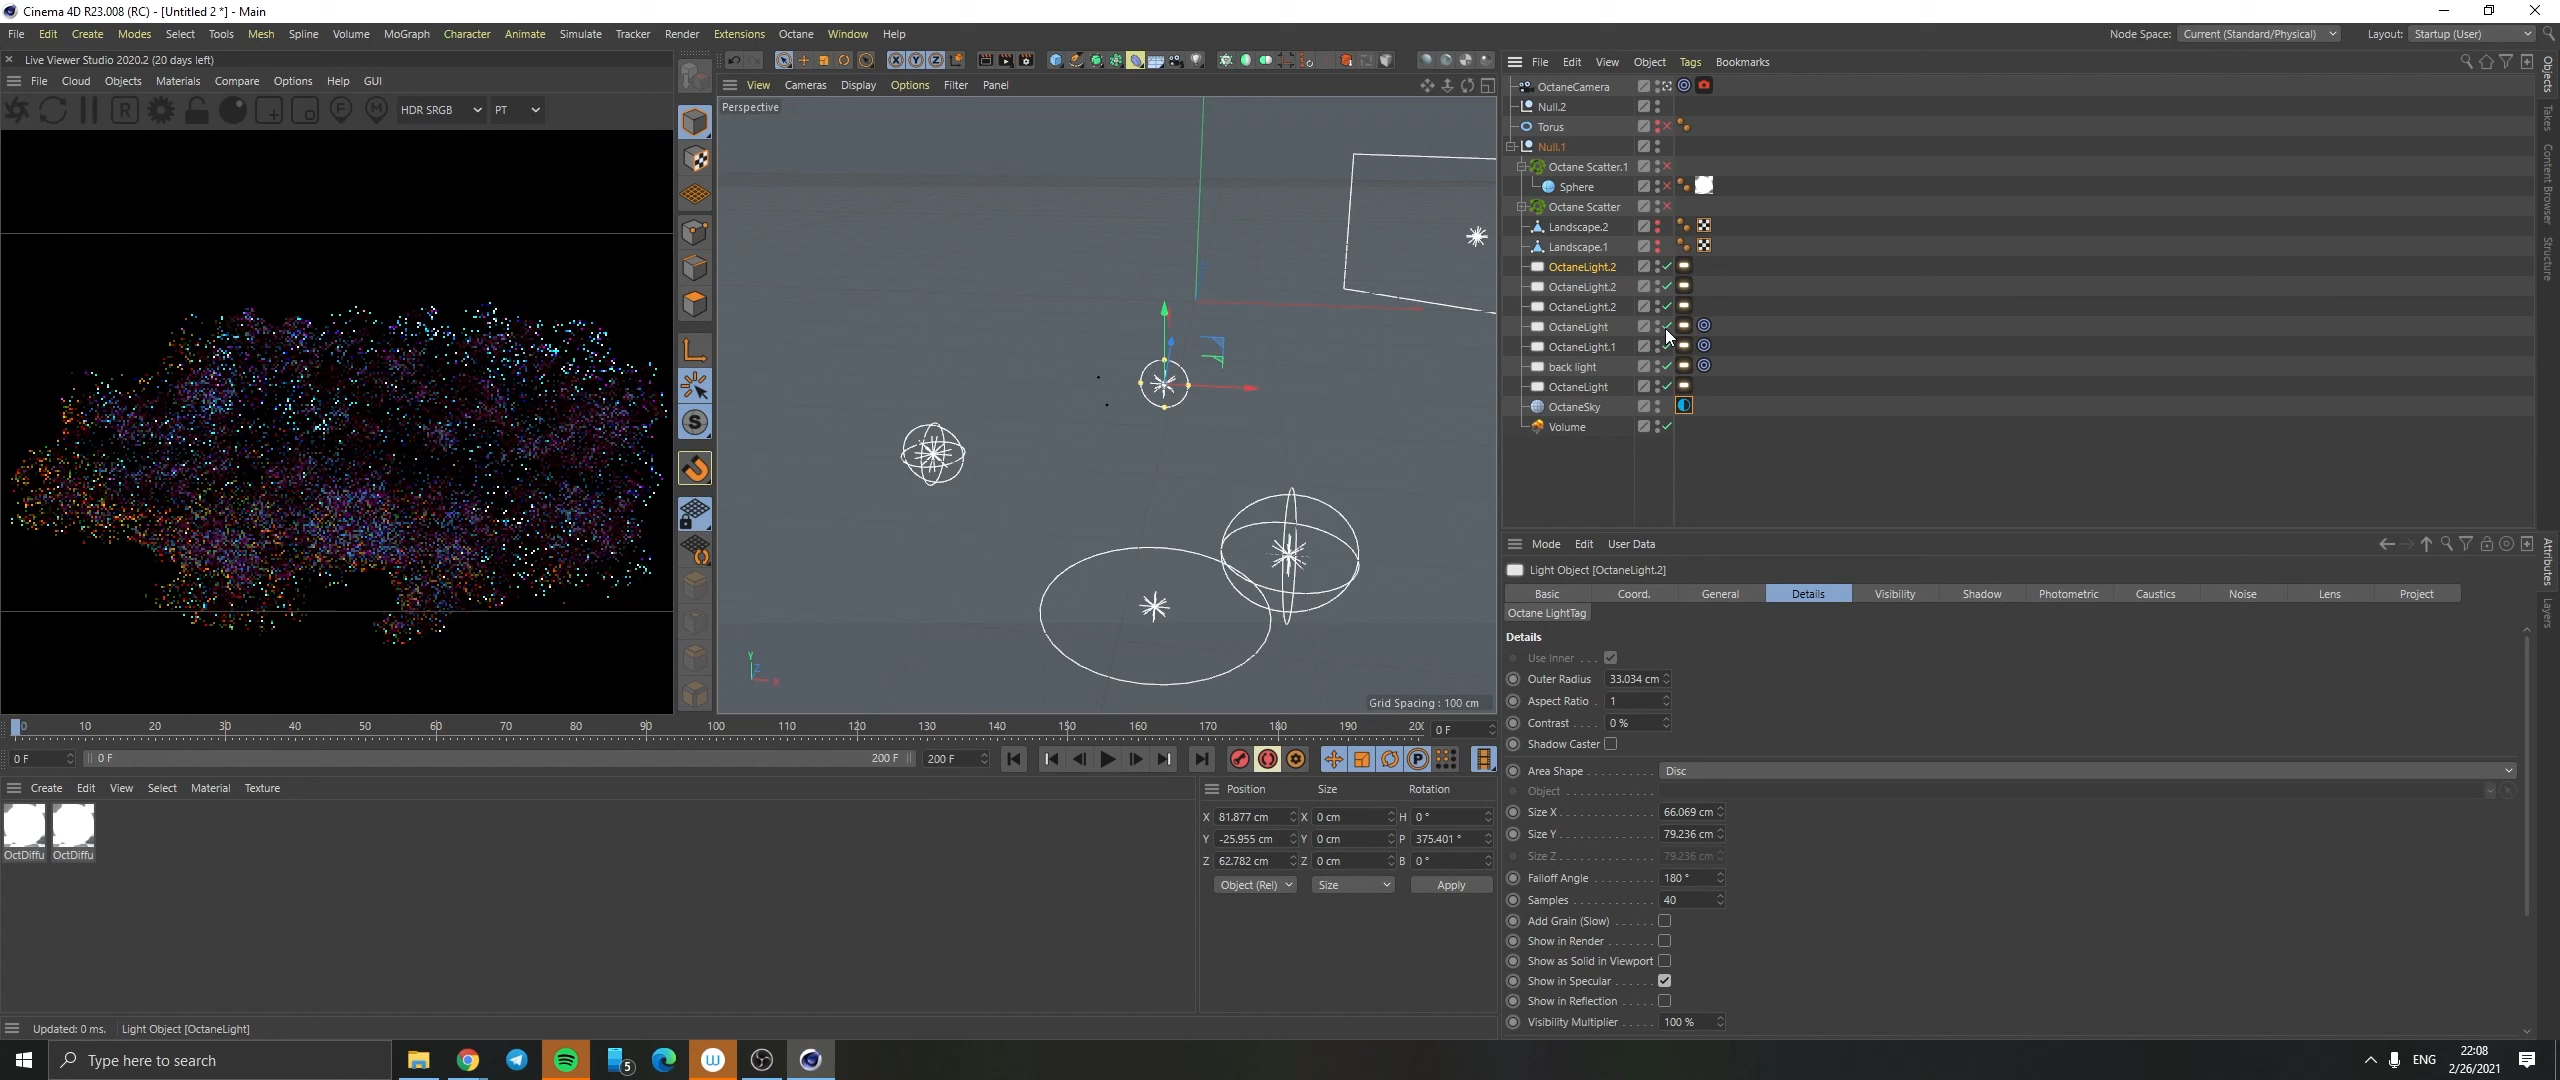 Cinema 4D R23.008 (RC) - [Untitled 2 *] - Main
File Edit Create Modes Select Tools Mesh Spline Volume MoGraph Character Animate Simulate Tracker Render Extensions Octane Window Help
Node Space: Current (Standard/Physical) Layout: Startup (User)
Live Viewer Studio 2020.2 (20 days left)
File Cloud Objects Materials Compare Options Help GUI
R F M HDR SRGB PT
View Cameras Display Options Filter Panel
Perspective
Y
Z
X
Grid Spacing : 100 cm
File Edit View Object Tags Bookmarks
OctaneCamera
Null.2
Torus
Null.1
Octane Scatter.1
Sphere
Octane Scatter
Landscape.2
Landscape.1
OctaneLight.2
OctaneLight.2
OctaneLight.2
OctaneLight
OctaneLight.1
back light
OctaneLight
OctaneSky
Volume
Objects
Takes
Content Browser
Structure
Mode Edit User Data
Light Object [OctaneLight.2]
Basic Coord. General Details Visibility Shadow Photometric Caustics Noise Lens Project
Octane LightTag
Details
Use Inner . . .
Outer Radius 33.034 cm
Aspect Ratio . 1
Contrast . . . . 0 %
Shadow Caster
Area Shape . . . . . . . . . . Disc
Object . . . . . . . . . . . . .
Size X . . . . . . . . . . . . . 66.069 cm
Size Y . . . . . . . . . . . . . 79.236 cm
Size Z . . . . . . . . . . . . . 79.236 cm
Falloff Angle . . . . . . . . . 180 °
Samples . . . . . . . . . . . . 40
Add Grain (Slow) . . . . . .
Show in Render . . . . . . .
Show as Solid in Viewport
Show in Specular . . . . . .
Show in Reflection . . . . .
Visibility Multiplier . . . . . 100 %
Attributes
Layers
0 10 20 30 40 50 60 70 80 90 100 110 120 130 140 150 160 170 180 190 200 0 F
0 F 0 F 200 F 200 F
Create Edit View Select Material Texture
OctDiffu OctDiffu
Position Size Rotation
X 81.877 cm X 0 cm H 0 °
Y -25.955 cm Y 0 cm P 375.401 °
Z 62.782 cm Z 0 cm B 0 °
Object (Rel) Size Apply
Updated: 0 ms. Light Object [OctaneLight]
Type here to search
5
ENG
22:08
2/26/2021